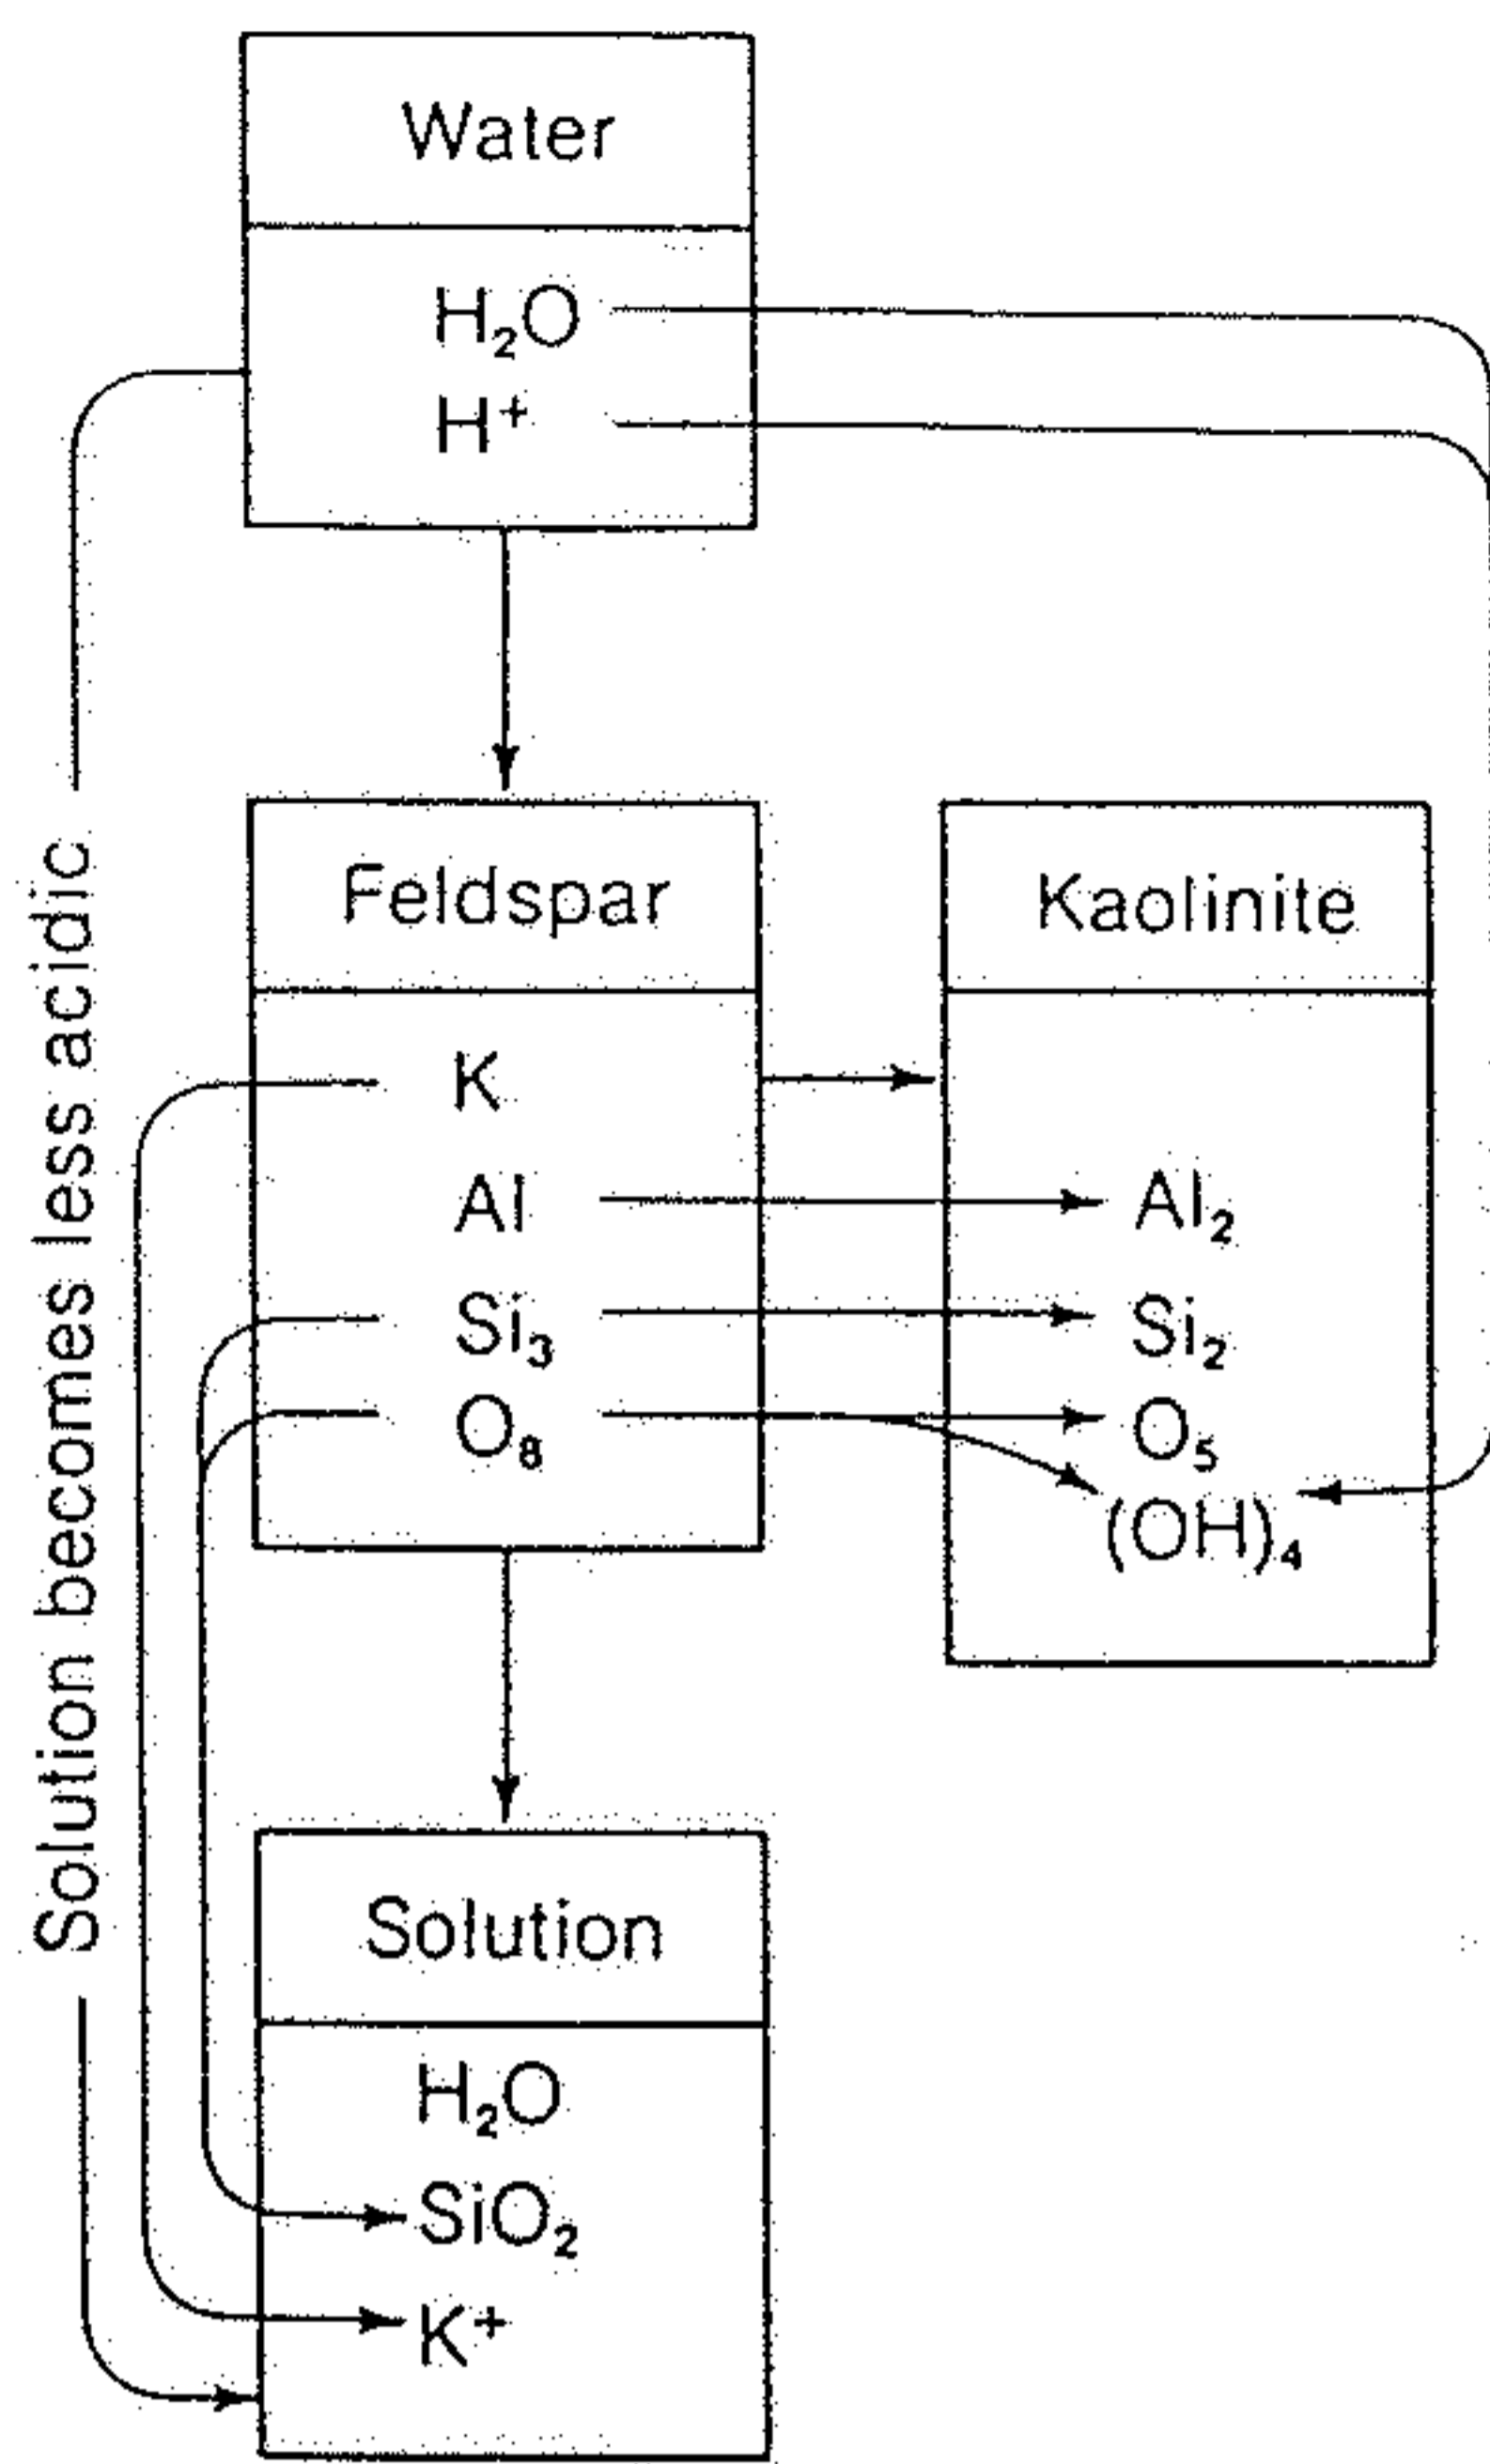 Water
H₂O
H⁺
Solution becomes less acidic
Feldspar
K
Al
Si₃
O₈
Kaolinite
Al₂
Si₂
O₅
(OH)₄
Solution
H₂O
SiO₂
K⁺